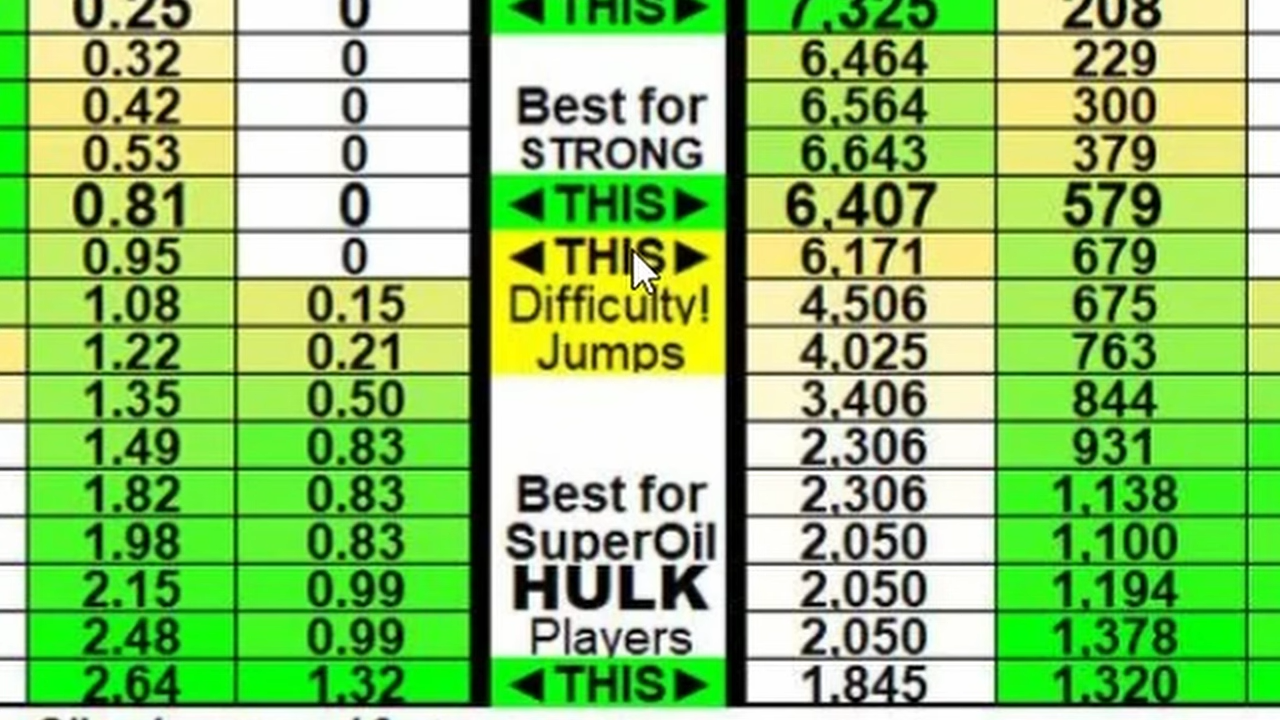 0.25 0 ◄ THIS ► 7,325 208
0.32 0 6,464 229
0.42 0 Best for 6,564 300
0.53 0 STRONG 6,643 379
0.81 0 ◄ THIS ► 6,407 579
0.95 0 ◄ THIS ► 6,171 679
1.08 0.15 Difficulty! 4,506 675
1.22 0.21 Jumps 4,025 763
1.35 0.50 3,406 844
1.49 0.83 2,306 931
1.82 0.83 Best for 2,306 1,138
1.98 0.83 SuperOil 2,050 1,100
2.15 0.99 HULK 2,050 1,194
2.48 0.99 Players 2,050 1,378
2.64 1.32 ◄ THIS ► 1,845 1,320